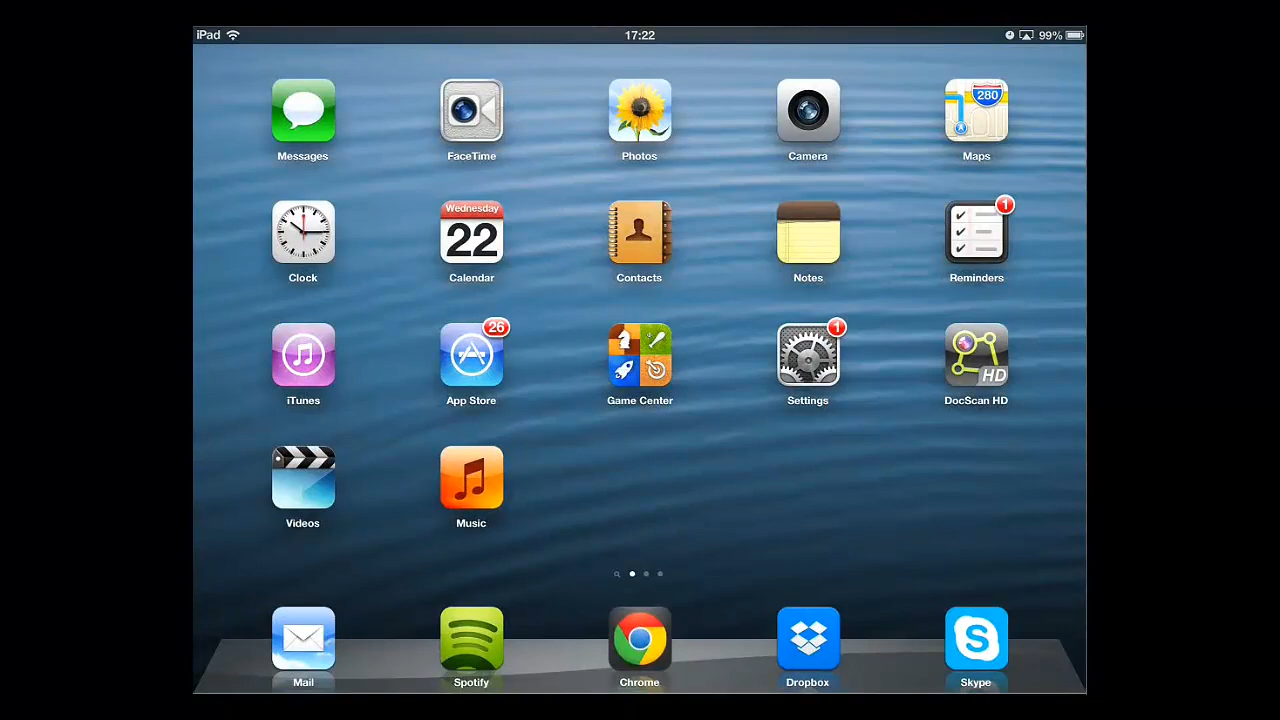 iPad 17:22 99%
280
Messages FaceTime Photos Camera Maps
Wednesday 1
22
Clock Calendar Contacts Notes Reminders
26 1
HD
iTunes App Store Game Center Settings DocScan HD
Videos Music
S
Mail Spotify Chrome Dropbox Skype